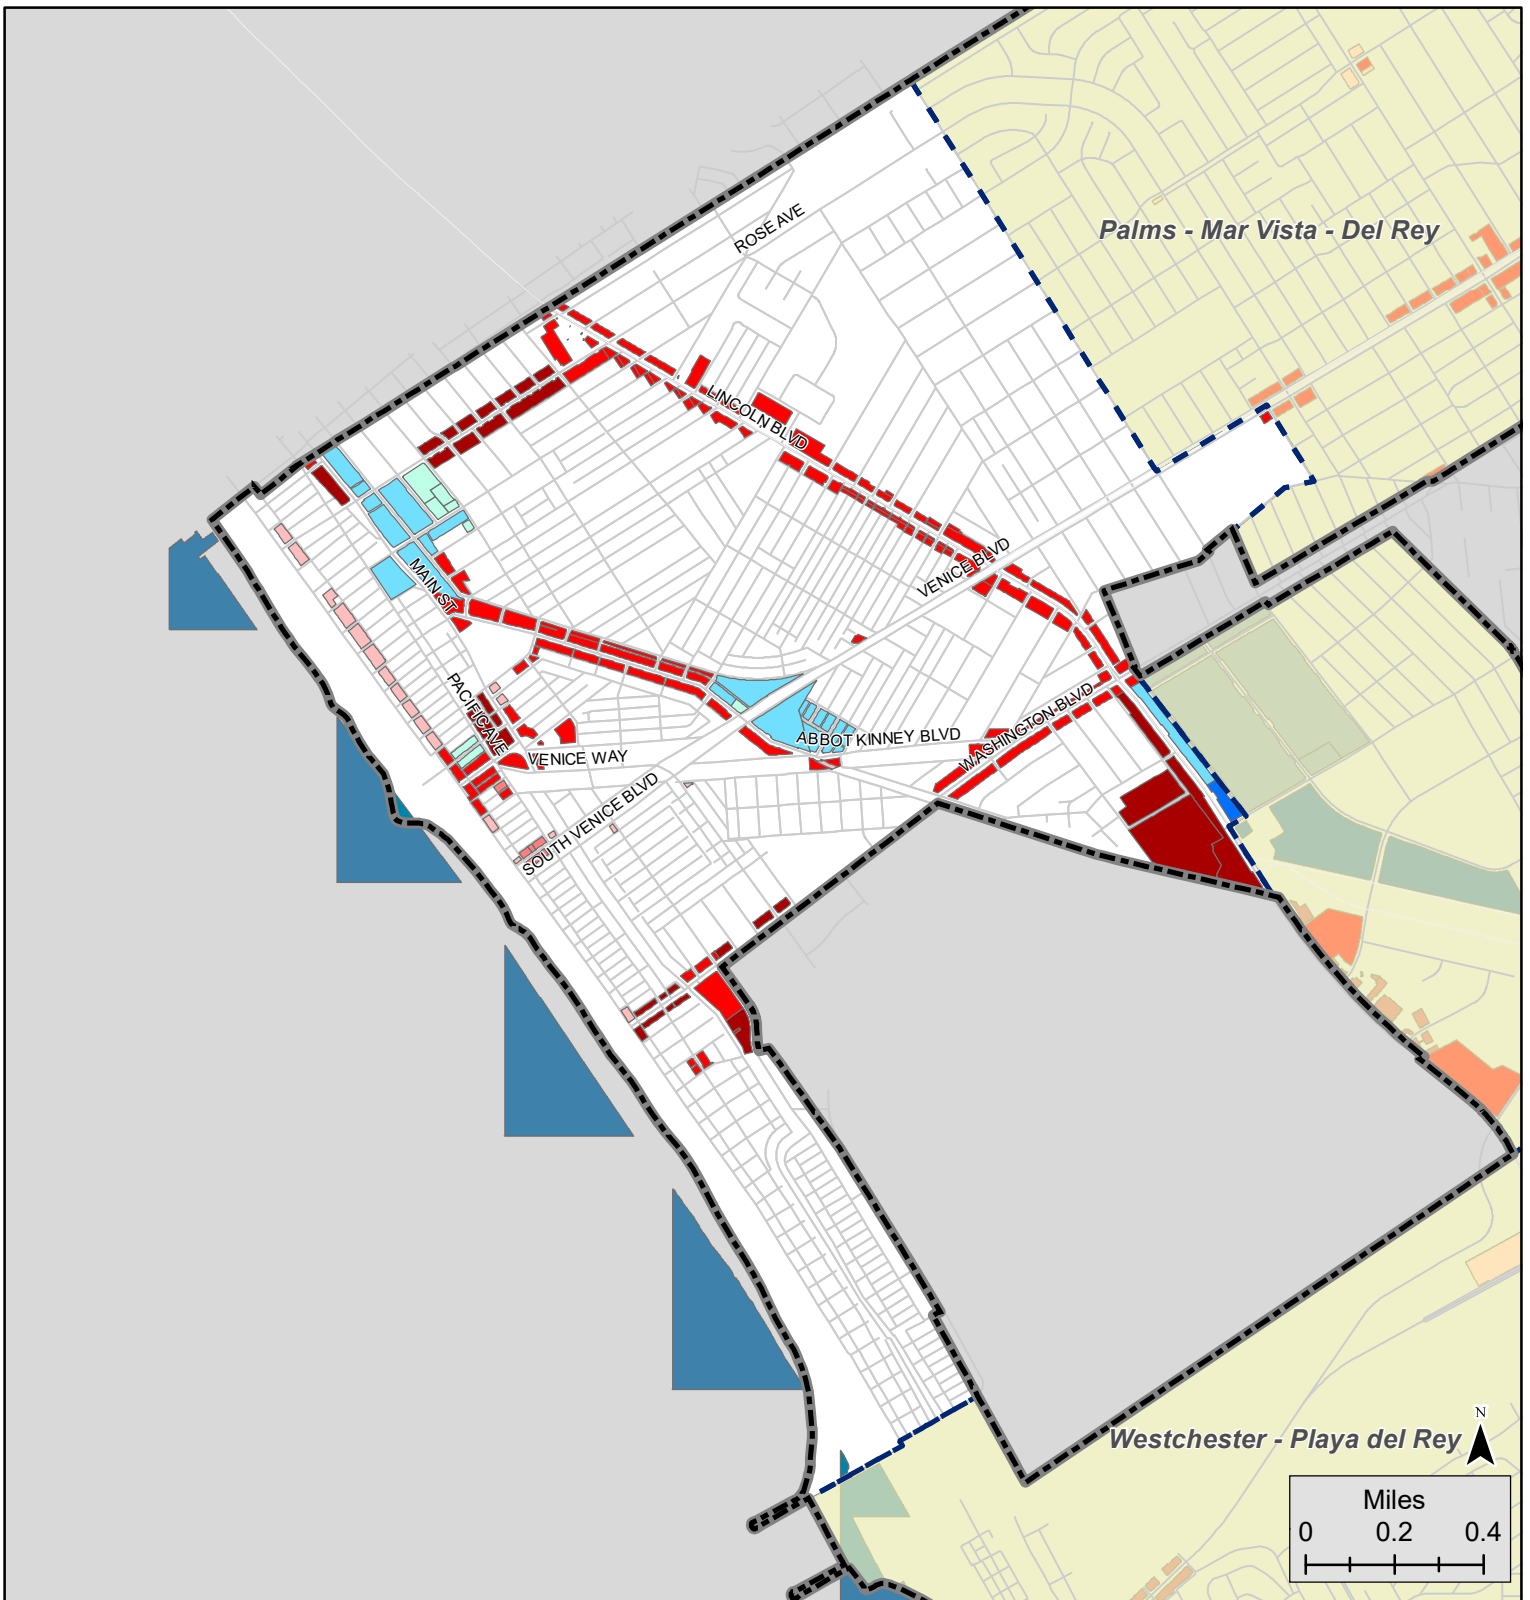 ROSE AVE
Palms - Mar Vista - Del Rey
LINCOLN BLVD
VENICE BLVD
MAIN ST
PACIFIC AVE
ABBOT KINNEY BLVD
WASHINGTON BLVD
VENICE WAY
SOUTH VENICE BLVD
Westchester - Playa del Rey
N
Miles
0 0.2 0.4